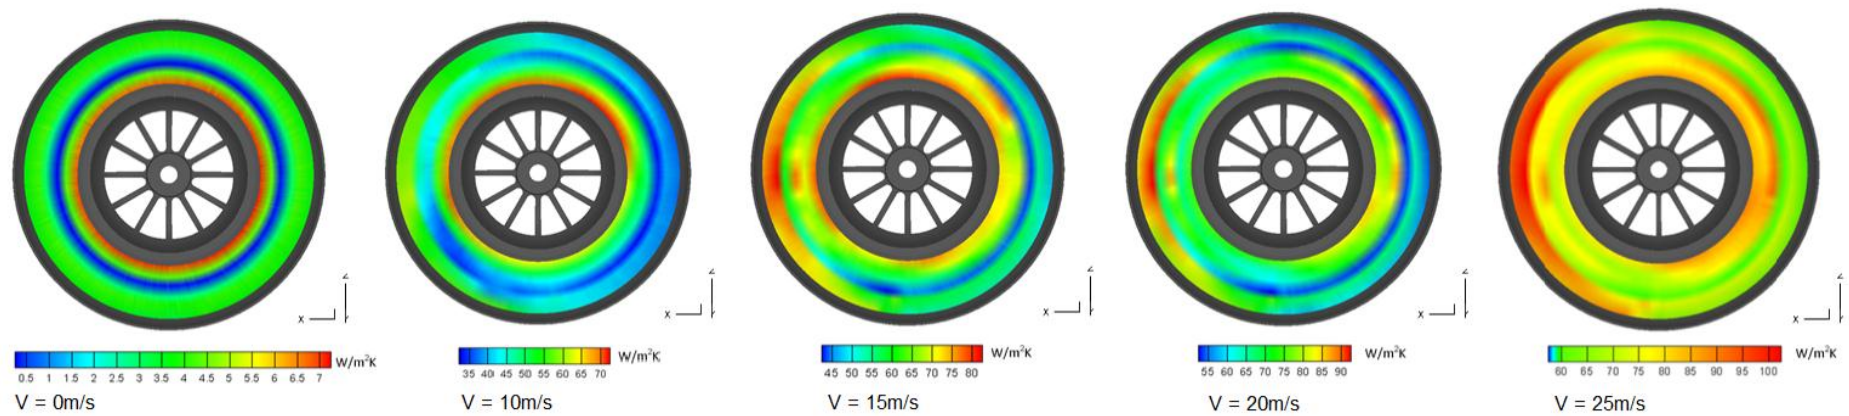 x
z
Y
0.5 1 1.5 2 2.5 3 3.5 4 4.5 5 5.5 6 6.5 7
W/m²K
V = 0m/s
x
z
Y
35 40 45 50 55 60 65 70
W/m²K
V = 10m/s
x
z
Y
45 50 55 60 65 70 75 80
W/m²K
V = 15m/s
x
z
Y
55 60 65 70 75 80 85 90
W/m²K
V = 20m/s
x
z
Y
60 65 70 75 80 85 90 95 100
W/m²K
V = 25m/s